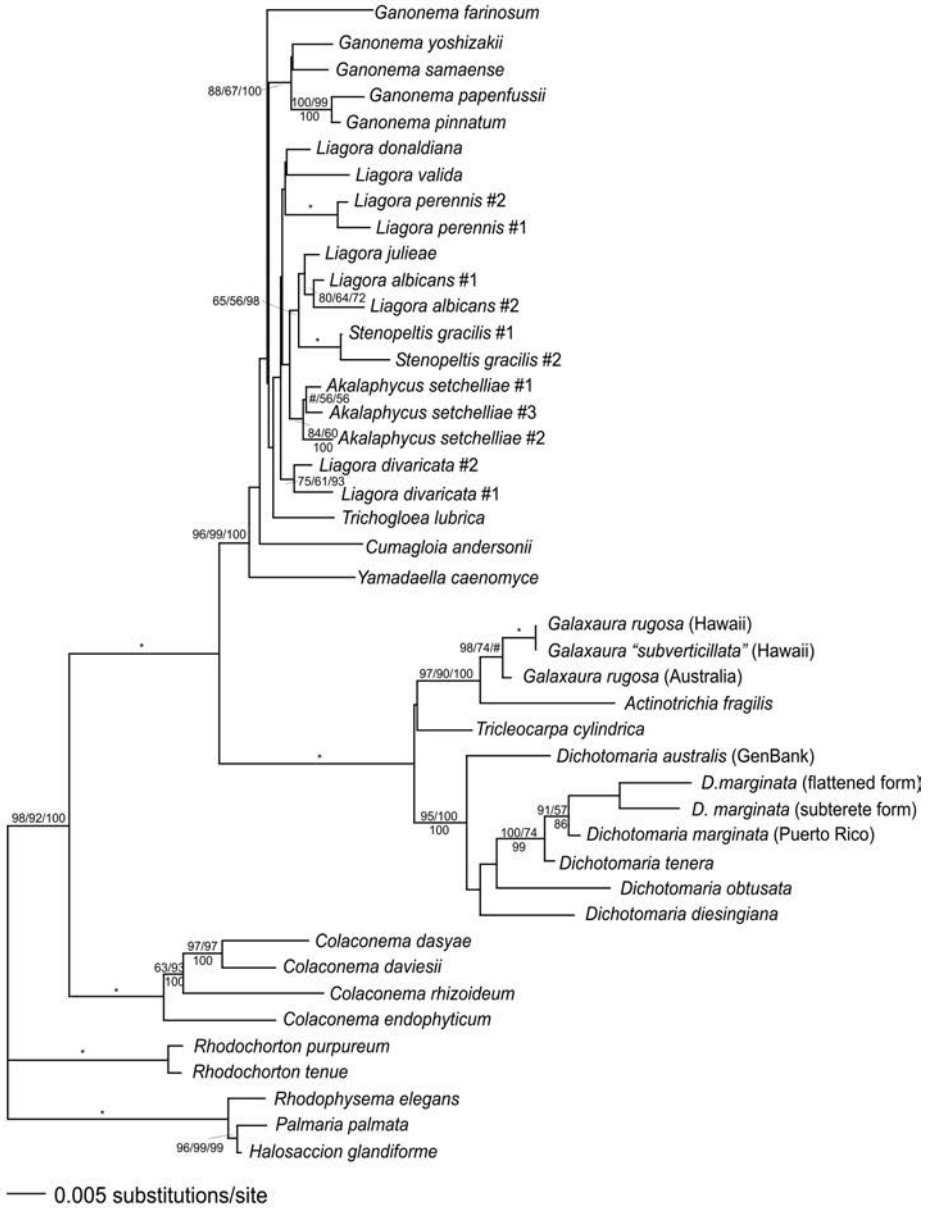 Ganonema farinosum
Ganonema yoshizakii
Ganonema samaense
88/67/100
Ganonema papenfussii
100/99
100
Ganonema pinnatum
Liagora donaldiana
Liagora valida
Liagora perennis #2
*
Liagora perennis #1
Liagora julieae
Liagora albicans #1
65/56/98
80/64/72
Liagora albicans #2
Stenopeltis gracilis #1
*
Stenopeltis gracilis #2
Akalaphycus setchelliae #1
#/56/56
Akalaphycus setchelliae #3
84/60
100
Akalaphycus setchelliae #2
Liagora divaricata #2
75/61/93
Liagora divaricata #1
Trichogloea lubrica
96/99/100
Cumagloia andersonii
Yamadaella caenomyce
Galaxaura rugosa (Hawaii)
*
*
98/74/#
Galaxaura "subverticillata" (Hawaii)
97/90/100
Galaxaura rugosa (Australia)
Actinotrichia fragilis
Tricleocarpa cylindrica
*
Dichotomaria australis (GenBank)
D.marginata (flattened form)
D. marginata (subterete form)
98/92/100
95/100
100
91/57
86
Dichotomaria marginata (Puerto Rico)
100/74
99
Dichotomaria tenera
Dichotomaria obtusata
Dichotomaria diesingiana
Colaconema dasyae
97/97
100
Colaconema daviesii
63/93
100
Colaconema rhizoideum
*
Colaconema endophyticum
Rhodochorton purpureum
*
Rhodochorton tenue
Rhodophysema elegans
*
Palmaria palmata
96/99/99
Halosaccion glandiforme
0.005 substitutions/site